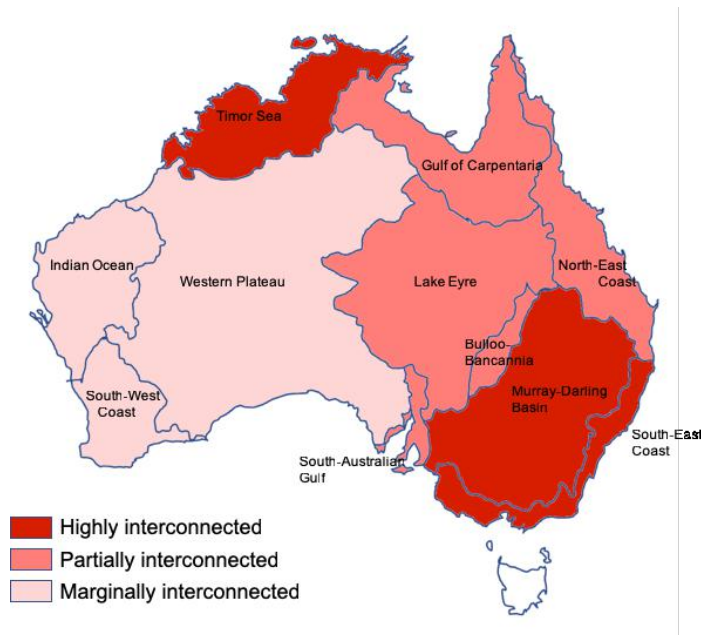 Timor Sea
Gulf of Carpentaria
Indian Ocean
Western Plateau
Lake Eyre
North-East
Coast
Bulloo-
Bancannia
South-West
Coast
Murray-Darling
Basin
South-East
Coast
South-Australian
Gulf
Highly interconnected
Partially interconnected
Marginally interconnected